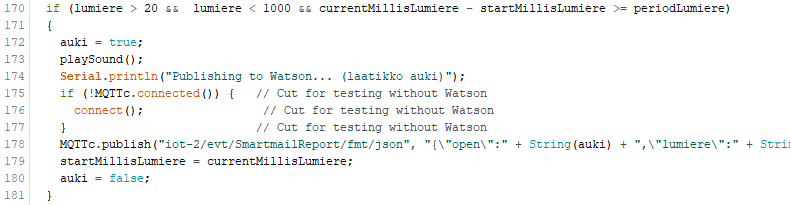 170 if (lumiere > 20 && lumiere < 1000 && currentMillisLumiere - startMillisLumiere >= periodLumiere)
171 {
172 auki = true;
173 playSound();
174 Serial.println("Publishing to Watson... (laatikko auki)");
175 if (!MQTTc.connected()) { // Cut for testing without Watson
176 connect(); // Cut for testing without Watson
177 } // Cut for testing without Watson
178 MQTTc.publish("iot-2/evt/SmartmailReport/fmt/json", "{\"open\":" + String(auki) + ",\"lumiere\":" + Strin
179 startMillisLumiere = currentMillisLumiere;
180 auki = false;
181 }